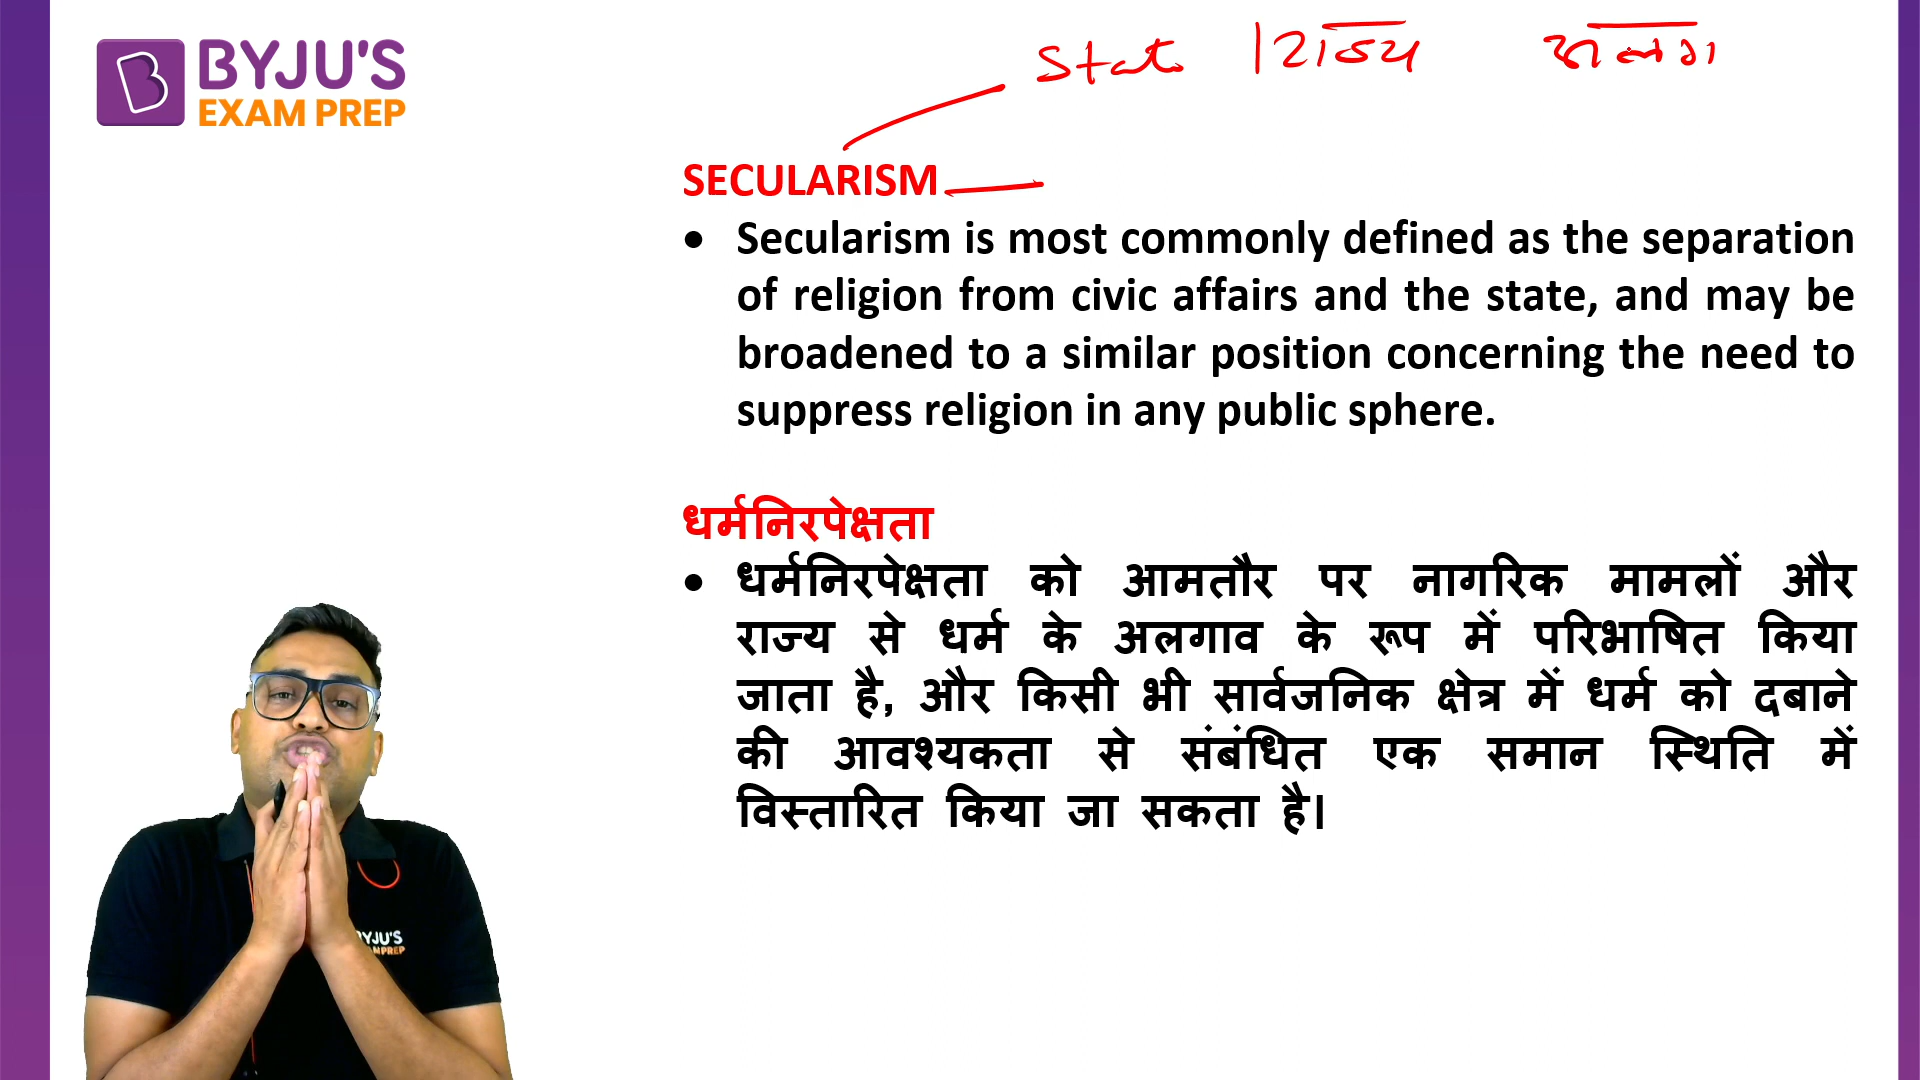 BYJU'S
EXAM PREP
State | राज्य अलग
SECULARISM
• Secularism is most commonly defined as the separation
of religion from civic affairs and the state, and may be
broadened to a similar position concerning the need to
suppress religion in any public sphere.
धर्मनिरपेक्षता
• धर्मनिरपेक्षता को आमतौर पर नागरिक मामलों और
राज्य से धर्म के अलगाव के रूप में परिभाषित किया
जाता है, और किसी भी सार्वजनिक क्षेत्र में धर्म को दबाने
की आवश्यकता से संबंधित एक समान स्थिति में
विस्तारित किया जा सकता है।
BYJU'S